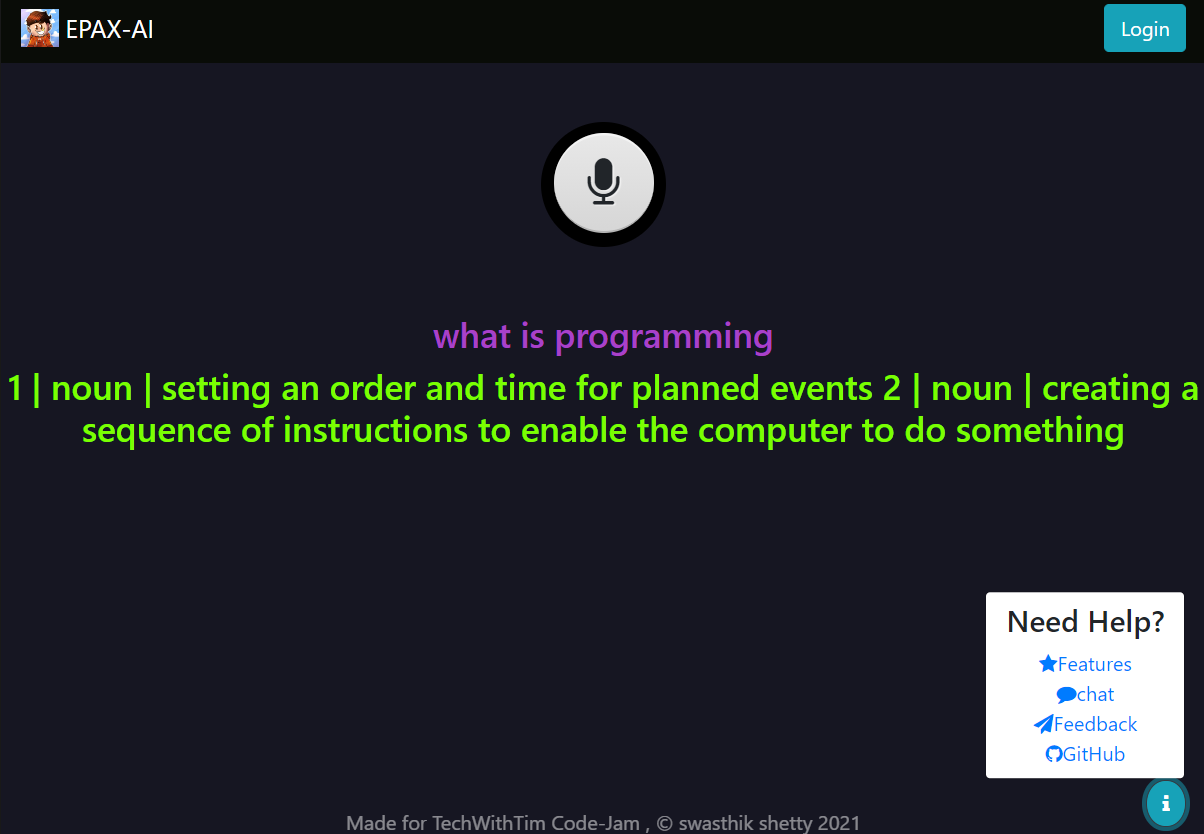 EPAX-AI
Login
what is programming
1 | noun | setting an order and time for planned events 2 | noun | creating a
sequence of instructions to enable the computer to do something
Need Help?
Features
chat
Feedback
GitHub
Made for TechWithTim Code-Jam , © swasthik shetty 2021